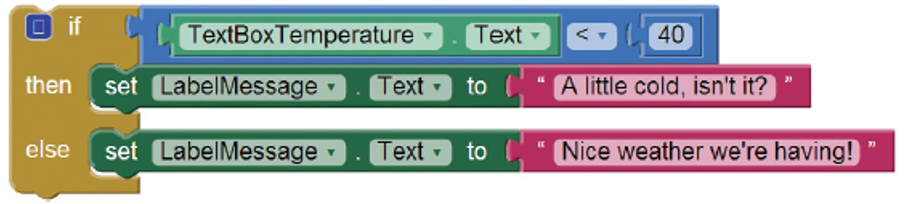 if TextBoxTemperature . Text < 40
then set LabelMessage . Text to “ A little cold, isn't it? ”
else set LabelMessage . Text to “ Nice weather we're having! ”